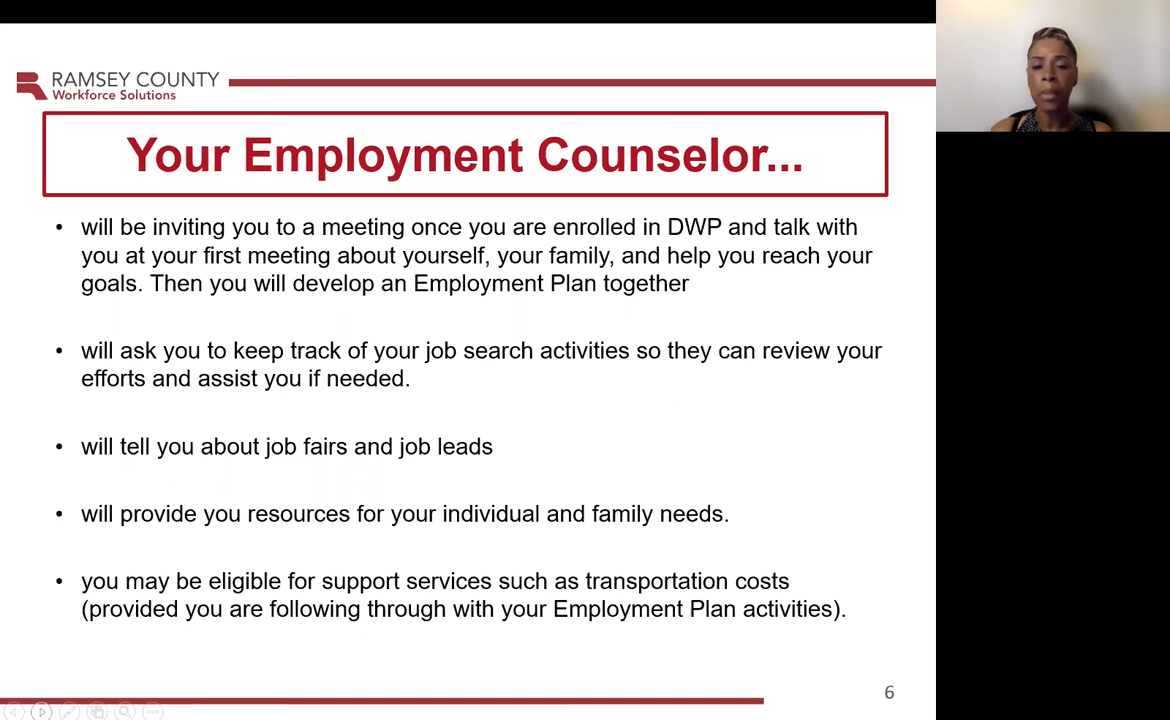 RAMSEY COUNTY
Workforce Solutions
Your Employment Counselor...
• will be inviting you to a meeting once you are enrolled in DWP and talk with
you at your first meeting about yourself, your family, and help you reach your
goals. Then you will develop an Employment Plan together
• will ask you to keep track of your job search activities so they can review your
efforts and assist you if needed.
• will tell you about job fairs and job leads
• will provide you resources for your individual and family needs.
• you may be eligible for support services such as transportation costs
(provided you are following through with your Employment Plan activities).
6